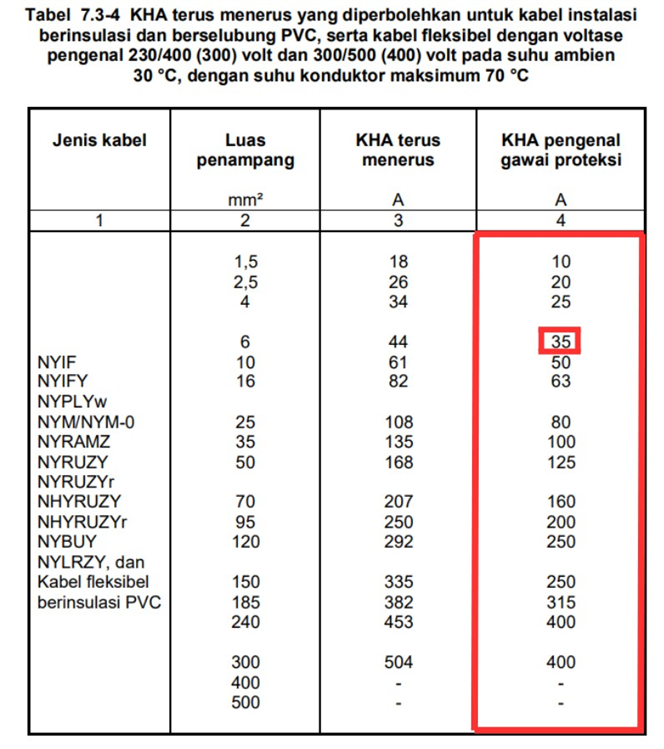 Tabel 7.3-4 KHA terus menerus yang diperbolehkan untuk kabel instalasi
berinsulasi dan berselubung PVC, serta kabel fleksibel dengan voltase
pengenal 230/400 (300) volt dan 300/500 (400) volt pada suhu ambien
30 °C, dengan suhu konduktor maksimum 70 °C
Jenis kabel Luas KHA terus KHA pengenal
penampang menerus gawai proteksi
mm² A A
1 2 3 4
1,5 18 10
2,5 26 20
4 34 25
6 44 35
NYIF 10 61 50
NYIFY 16 82 63
NYPLYw
NYM/NYM-0 25 108 80
NYRAMZ 35 135 100
NYRUZY 50 168 125
NYRUZYr
NHYRUZY 70 207 160
NHYRUZYr 95 250 200
NYBUY 120 292 250
NYLRZY, dan
Kabel fleksibel 150 335 250
berinsulasi PVC 185 382 315
240 453 400
300 504 400
400 - -
500 - -